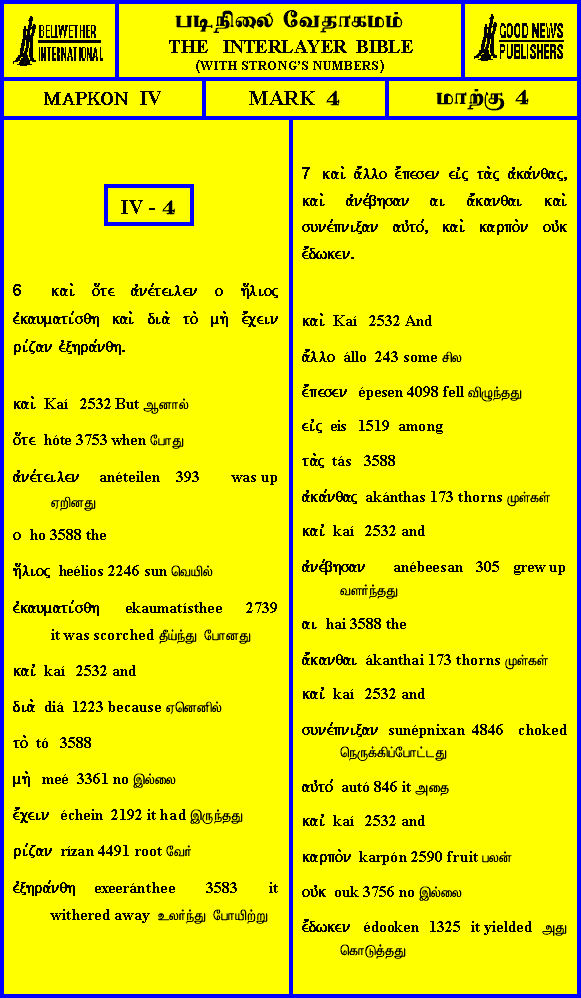 BELLWETHER
INTERNATIONAL
படிநிலை வேதாகமம்
THE INTERLAYER BIBLE
(WITH STRONG'S NUMBERS)
GOOD NEWS
PUBLISHERS
ΜΑΡΚΟΝ IV
MARK 4
மாற்கு 4
IV - 4
6 καὶ ὅτε ἀνέτειλεν ο ἥλιος
ἐκαυματίσθη καὶ διὰ τὸ μὴ ἔχειν
ρίζαν ἐξηράνθη.
καὶ Kaí 2532 But ஆனால்
ὅτε hóte 3753 when போது
ἀνέτειλεν anéteilen 393 was up
ஏறினது
ο ho 3588 the
ἥλιος heélios 2246 sun வெயில்
ἐκαυματίσθη ekaumatísthee 2739
it was scorched தீய்ந்து போனது
καὶ kaí 2532 and
διὰ diá 1223 because ஏனெனில்
τὸ tó 3588
μὴ meé 3361 no இல்லை
ἔχειν échein 2192 it had இருந்தது
ρίζαν rízan 4491 root வேர்
ἐξηράνθη exeeránthee 3583 it
withered away உலர்ந்து போயிற்று
7 καὶ ἄλλο ἔπεσεν εἰς τὰς ἀκάνθας,
καὶ ἀνέβησαν αι ἄκανθαι καὶ
συνέπνιξαν αὐτό, καὶ καρπὸν οὐκ
ἔδωκεν.
καὶ Kaí 2532 And
ἄλλο állo 243 some சில
ἔπεσεν épesen 4098 fell விழுந்தது
εἰς eis 1519 among
τὰς tás 3588
ἀκάνθας akánthas 173 thorns முள்கள்
καὶ kaí 2532 and
ἀνέβησαν anébeesan 305 grew up
வளர்ந்தது
αι hai 3588 the
ἄκανθαι ákanthai 173 thorns முள்கள்
καὶ kaí 2532 and
συνέπνιξαν sunépnixan 4846 choked
நெருக்கிப்போட்டது
αὐτό autó 846 it அதை
καὶ kaí 2532 and
καρπὸν karpón 2590 fruit பலன்
οὐκ ouk 3756 no இல்லை
ἔδωκεν édooken 1325 it yielded அது
கொடுத்தது